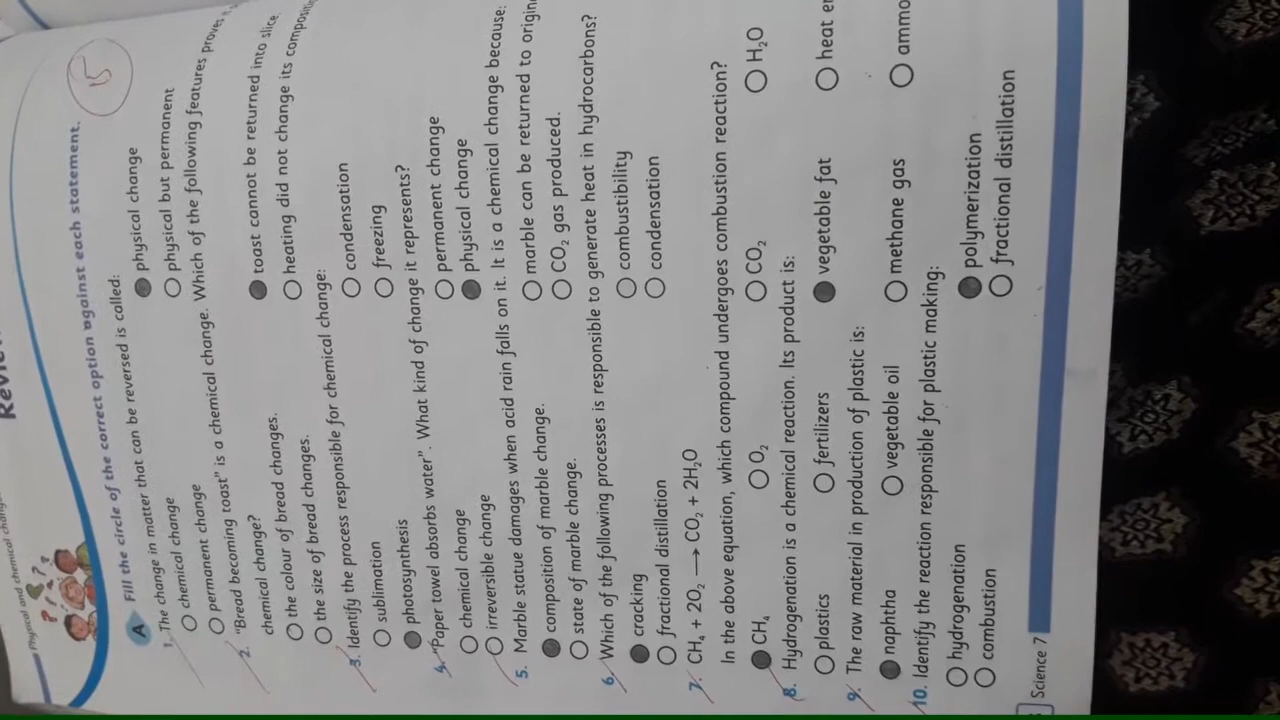 Physical and chemical
15
A Fill the circle of the correct option against each statement.
1. The change in matter that can be reversed is called:
chemical change physical change
permanent change physical but permanent
2. "Bread becoming toast" is a chemical change. Which of the following features proves
chemical change?
the colour of bread changes. toast cannot be returned into slice.
the size of bread changes. heating did not change its
3. Identify the process responsible for chemical change:
sublimation condensation
photosynthesis freezing
4. "Paper towel absorbs water". What kind of change it represents?
chemical change permanent change
irreversible change physical change
5. Marble statue damages when acid rain falls on it. It is a chemical change because:
composition of marble change. marble can be returned to
state of marble change. CO₂ gas produced.
6. Which of the following processes is responsible to generate heat in hydrocarbons?
cracking combustibility
fractional distillation condensation
7. CH₄ + 2O₂ ⟶ CO₂ + 2H₂O
In the above equation, which compound undergoes combustion reaction?
CH₄ O₂ CO₂ H₂O
8. Hydrogenation is a chemical reaction. Its product is:
plastics fertilizers vegetable fat heat
9. The raw material in production of plastic is:
naphtha vegetable oil methane gas
10. Identify the reaction responsible for plastic making:
hydrogenation polymerization
combustion fractional distillation
Science 7